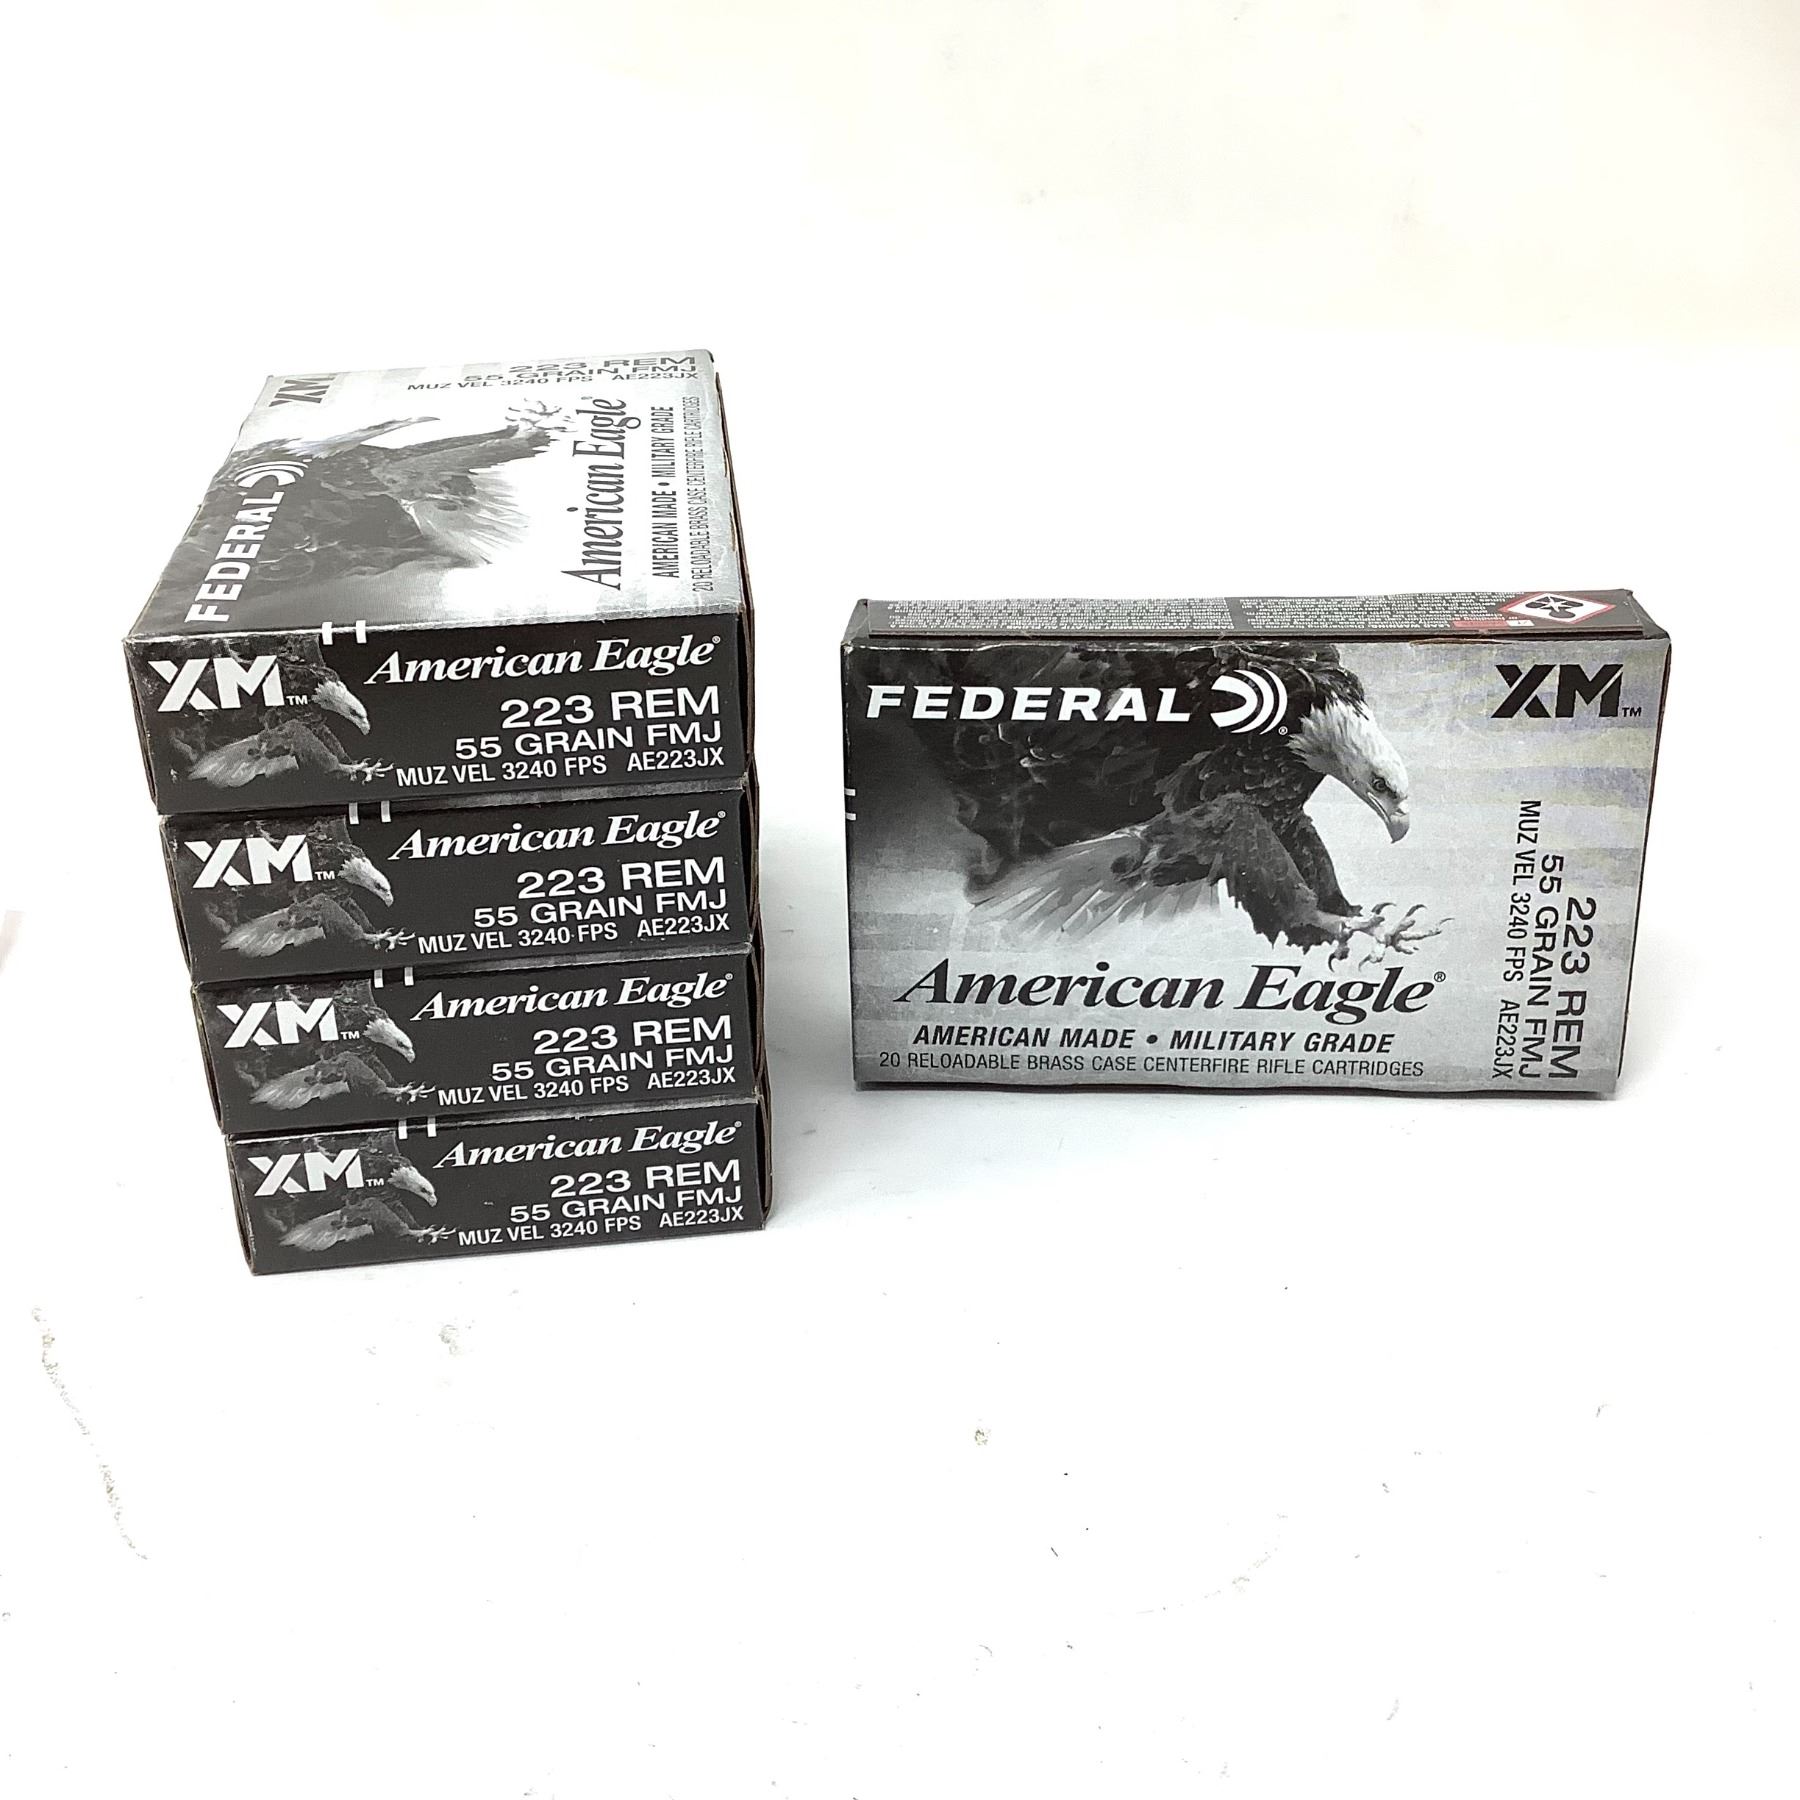 XM
223 REM
55 GRAIN FMJ
MUZ VEL 3240 FPS AE223JX
FEDERAL
American Eagle®
AMERICAN MADE • MILITARY GRADE
20 RELOADABLE BRASS CASE CENTERFIRE RIFLE CARTRIDGES
XM™
American Eagle®
223 REM
55 GRAIN FMJ
MUZ VEL 3240 FPS AE223JX
XM™
American Eagle®
223 REM
55 GRAIN FMJ
MUZ VEL 3240 FPS AE223JX
XM™
American Eagle®
223 REM
55 GRAIN FMJ
MUZ VEL 3240 FPS AE223JX
XM™
American Eagle®
223 REM
55 GRAIN FMJ
MUZ VEL 3240 FPS AE223JX
FEDERAL®
XM™
American Eagle®
AMERICAN MADE • MILITARY GRADE
20 RELOADABLE BRASS CASE CENTERFIRE RIFLE CARTRIDGES
223 REM
55 GRAIN FMJ
MUZ VEL 3240 FPS AE223JX